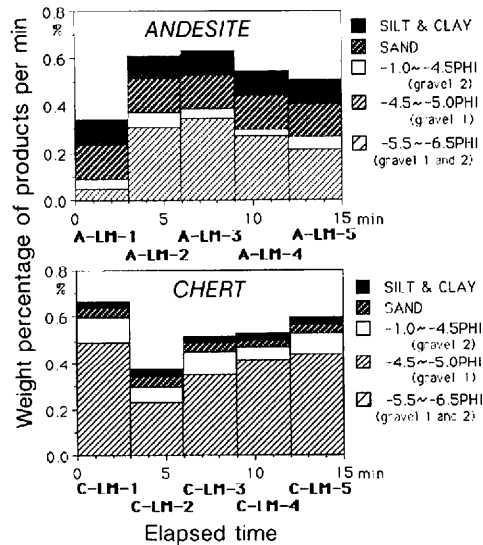 Weight percentage of products per min
0.8
%
0.6
0.4
0.2
0.0
ANDESITE
SILT & CLAY
SAND
-1.0~-4.5PHI
(gravel 2)
-4.5~-5.0PHI
(gravel 1)
-5.5~-6.5PHI
(gravel 1 and 2)
0 5 10 15 min
A-LM-1 A-LM-3 A-LM-5
A-LM-2 A-LM-4
0.8
%
0.6
0.4
0.2
0.0
CHERT
SILT & CLAY
SAND
-1.0~-4.5PHI
(gravel 2)
-4.5~-5.0PHI
(gravel 1)
-5.5~-6.5PHI
(gravel 1 and 2)
0 5 10 15 min
C-LM-1 C-LM-3 C-LM-5
C-LM-2 C-LM-4
Elapsed time